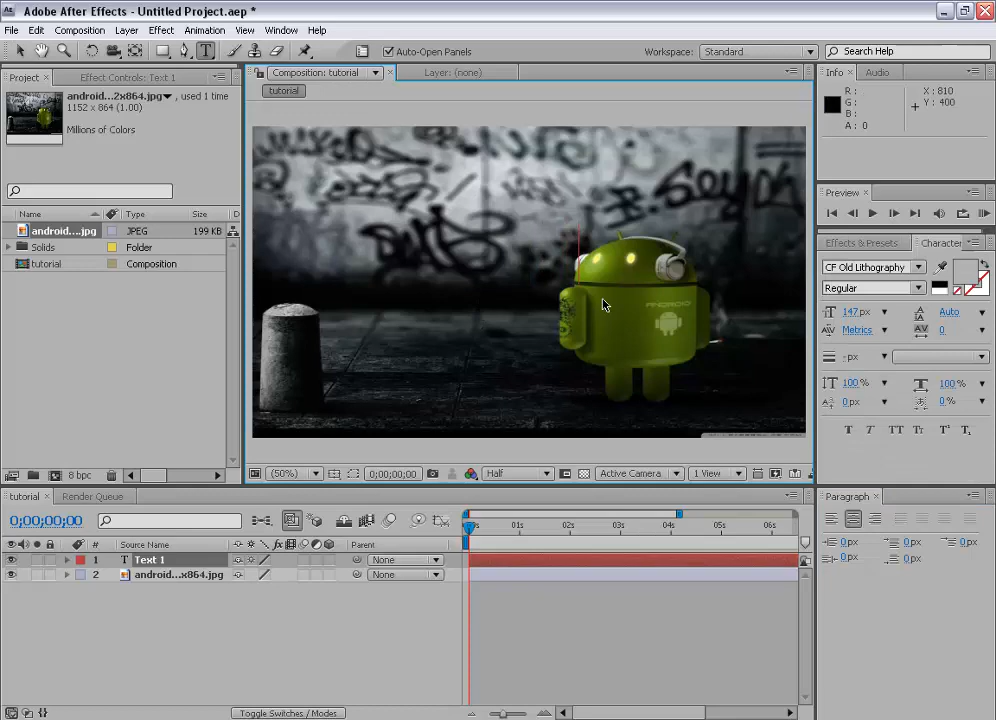 Adobe After Effects - Untitled Project.aep *
File Edit Composition Layer Effect Animation View Window Help
Auto-Open Panels
Workspace: Standard
Search Help
Project
Effect Controls: Text 1
Composition: tutorial
Layer: (none)
Info
Audio
android...2x864.jpg , used 1 time
1152 x 864 (1.00)
Millions of Colors
tutorial
R :
G :
B :
A : 0
X : 810
Y : 400
Preview
Name Type Size D
android....jpg JPEG 199 KB
Solids Folder
tutorial Composition
ANDROID
Effects & Presets
Character
CF Old Lithography
Regular
147 px
Auto
Metrics
0
- px
100 %
100 %
0 px
0 %
8 bpc
(50%)
0;00;00;00
Half
Active Camera
1 View
tutorial
Render Queue
Paragraph
0;00;00;00
0s 01s 02s 03s 04s 05s 06s
# Source Name fx Parent
1 T Text 1 None
2 android...x864.jpg None
0 px 0 px 0 px
0 px 0 px
Toggle Switches / Modes